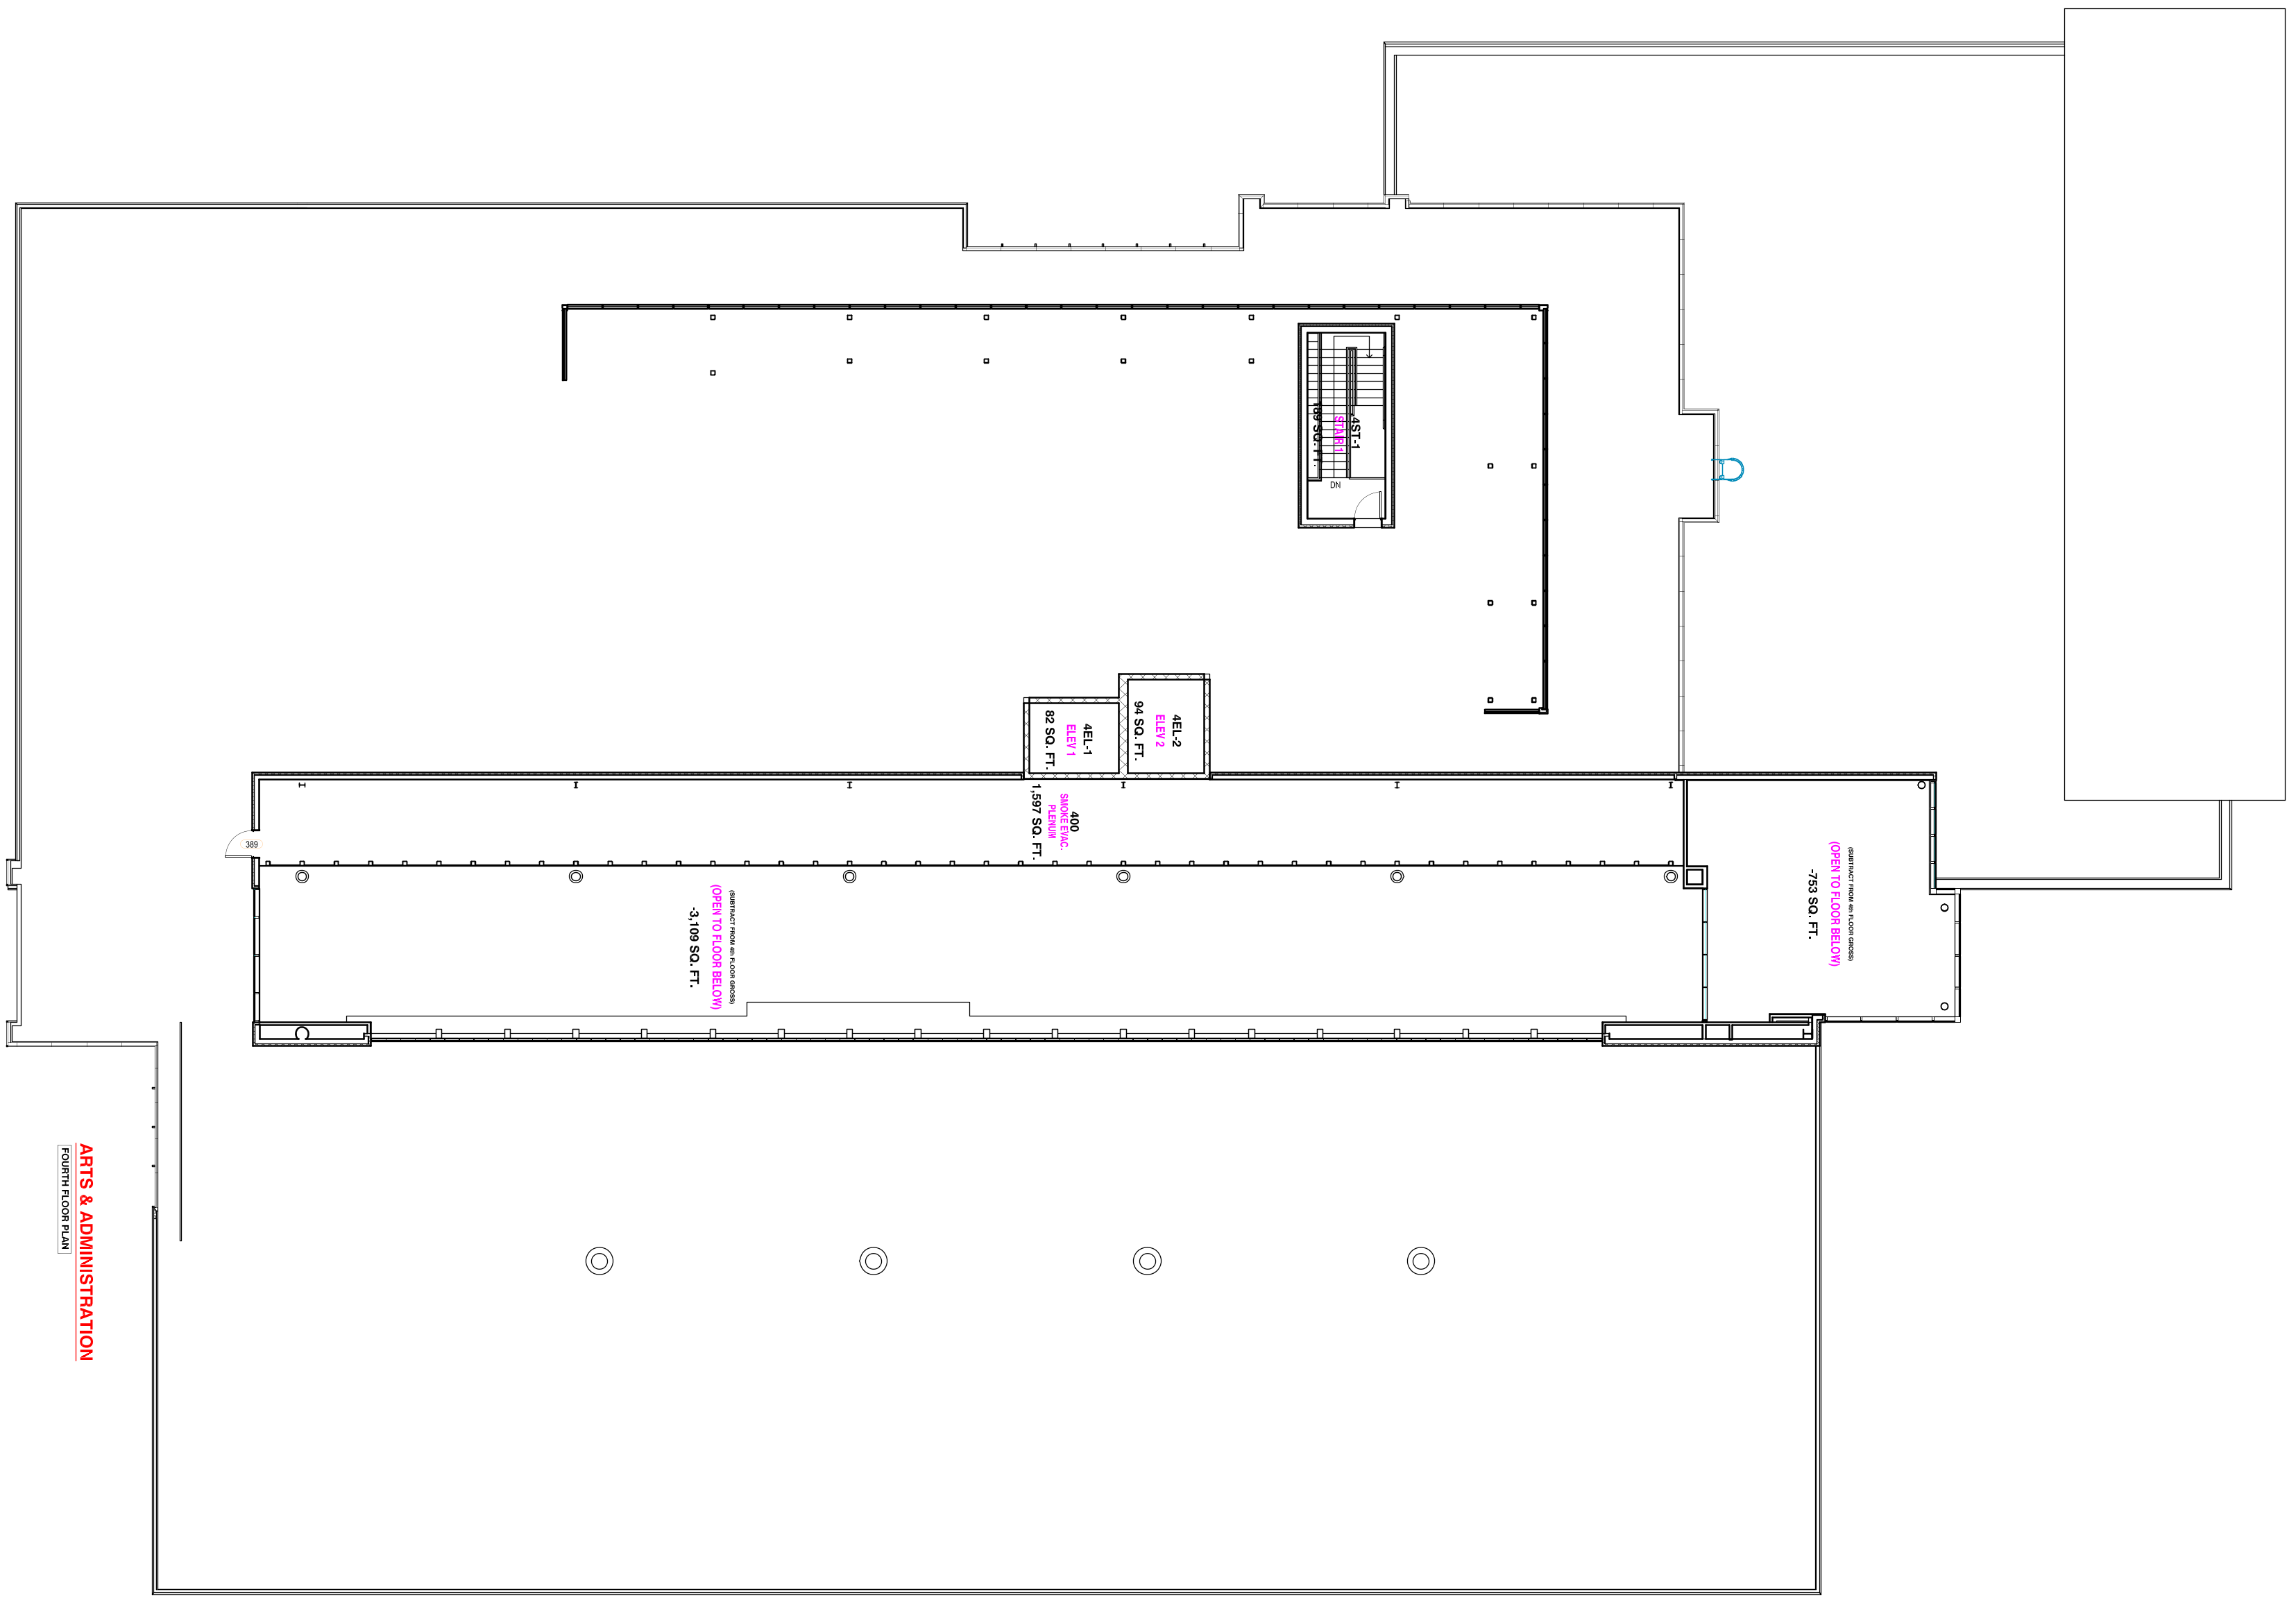 4ST-1
STAIR 1
189 SQ. FT.
DN
4EL-2
ELEV 2
94 SQ. FT.
4EL-1
ELEV 1
82 SQ. FT.
400
SMOKE EVAC.
PLENUM
1,597 SQ. FT.
389
(SUBTRACT FROM 4th FLOOR GROSS)
(OPEN TO FLOOR BELOW)
-753 SQ. FT.
(SUBTRACT FROM 4th FLOOR GROSS)
(OPEN TO FLOOR BELOW)
-3,109 SQ. FT.
ARTS & ADMINISTRATION
FOURTH FLOOR PLAN